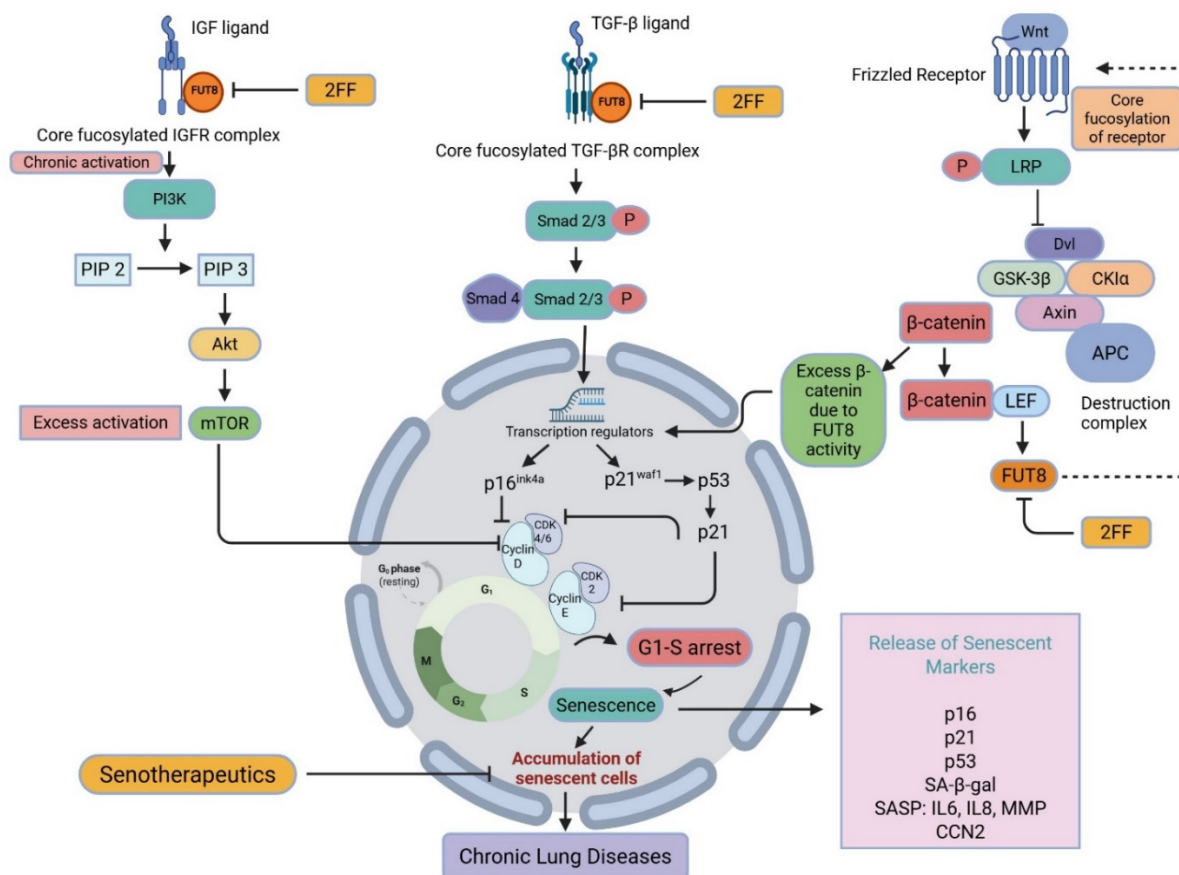 IGF ligand
FUT8
2FF
Core fucosylated IGFR complex
Chronic activation
PI3K
PIP 2
PIP 3
Akt
Excess activation
mTOR
TGF-β ligand
FUT8
2FF
Core fucosylated TGF-βR complex
Smad 2/3
P
Smad 4
Smad 2/3
P
Wnt
Frizzled Receptor
Core
fucosylation
of receptor
P
LRP
Dvl
GSK-3β
CKIα
Axin
APC
Destruction
complex
β-catenin
β-catenin
LEF
Excess β-
catenin
due to
FUT8
activity
FUT8
2FF
Transcription regulators
p16ink4a
p21waf1
p53
p21
CDK
4/6
Cyclin
D
CDK
2
Cyclin
E
G₀ phase
(resting)
G₁
M
G₂
S
G1-S arrest
Senescence
Accumulation of
senescent cells
Senotherapeutics
Chronic Lung Diseases
Release of Senescent
Markers
p16
p21
p53
SA-β-gal
SASP: IL6, IL8, MMP
CCN2